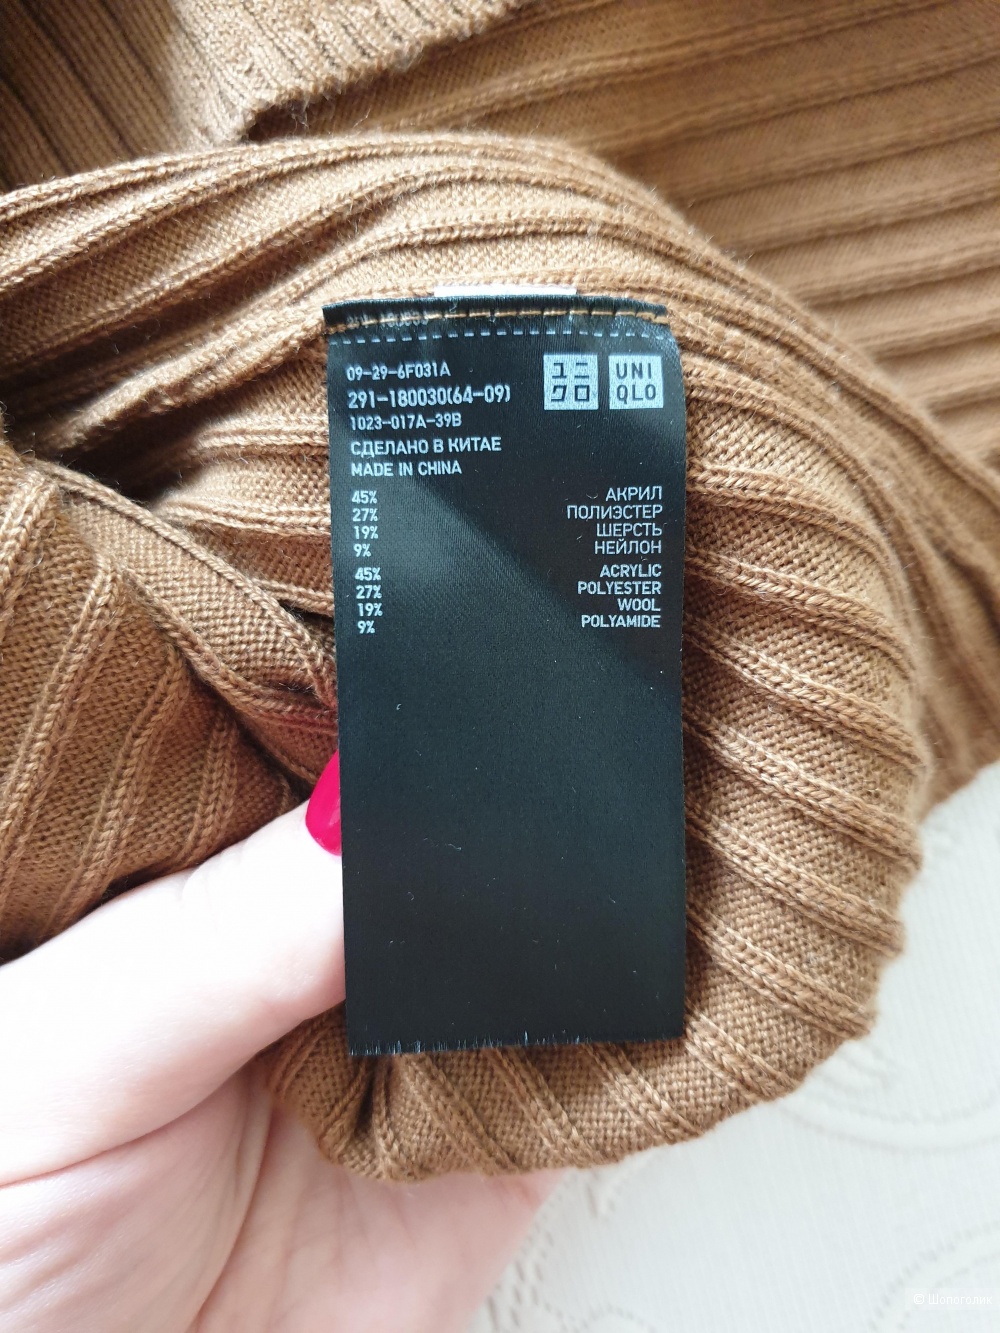 09-29-6F031A
291-180030(64-09)
1023-017A-39B
СДЕЛАНО В КИТАЕ
MADE IN CHINA
ユニ
クロ
UNI
QLO
45% АКРИЛ
27% ПОЛИЭСТЕР
19% ШЕРСТЬ
9% НЕЙЛОН
45% ACRYLIC
27% POLYESTER
19% WOOL
9% POLYAMIDE
© Шопоголик